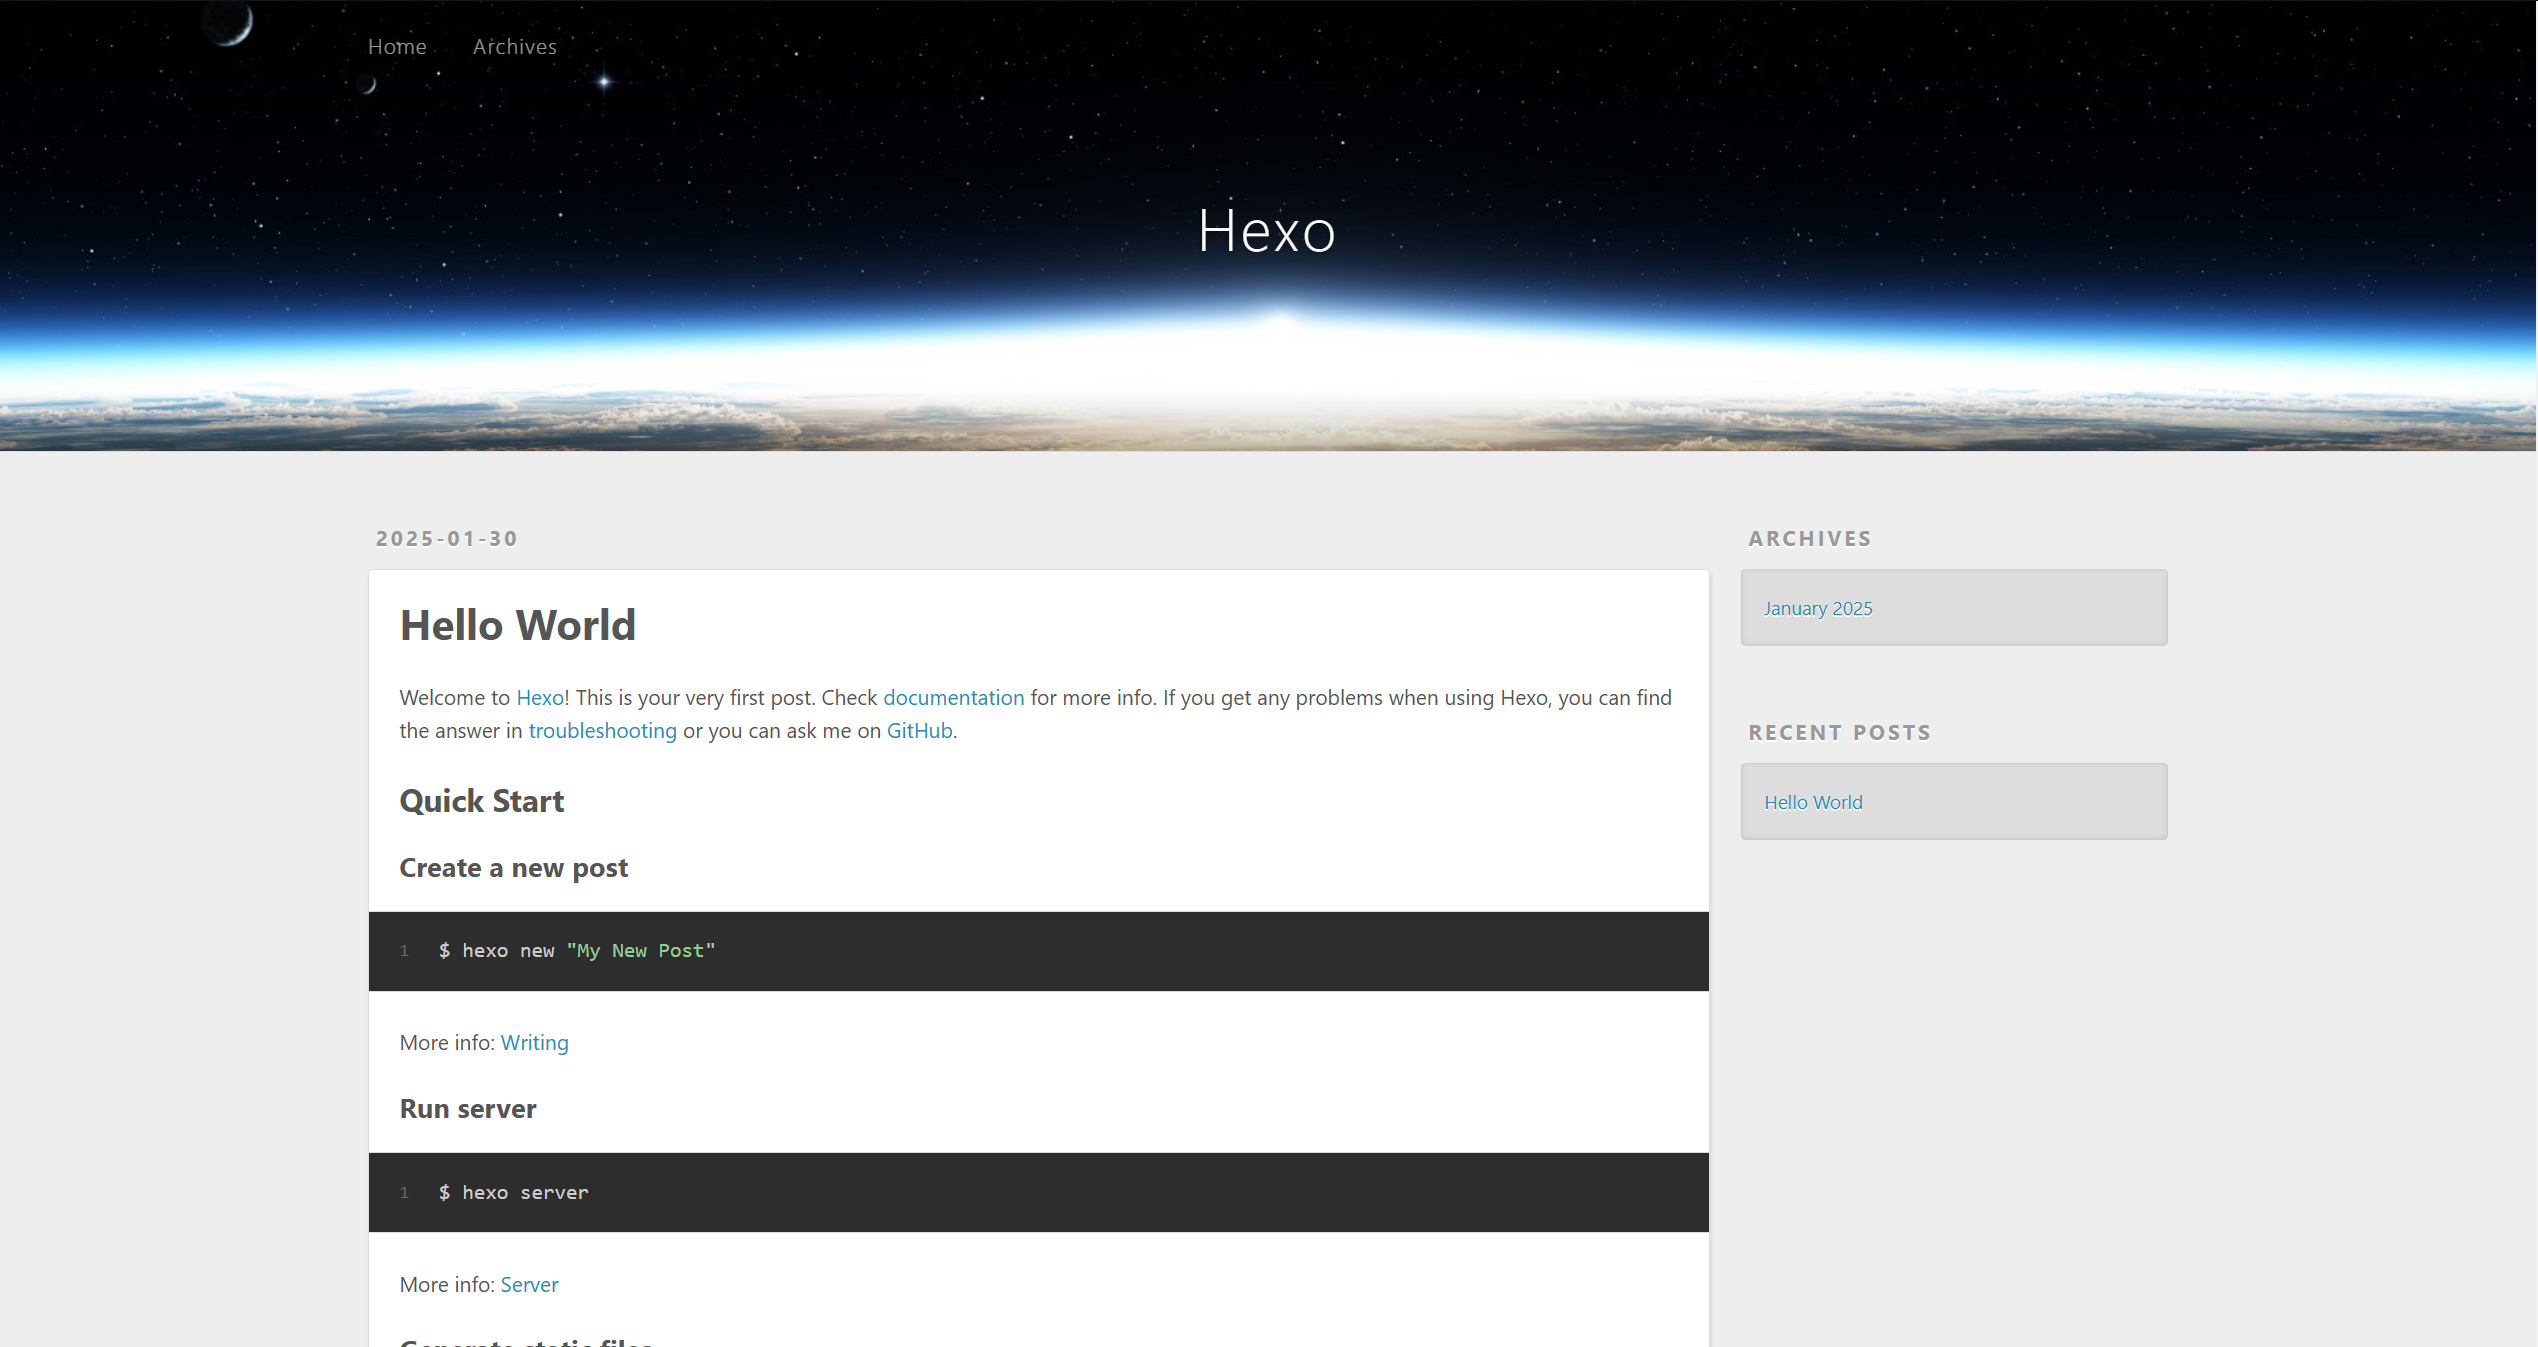 Home Archives
Hexo
2025-01-30
Hello World
Welcome to Hexo! This is your very first post. Check documentation for more info. If you get any problems when using Hexo, you can find
the answer in troubleshooting or you can ask me on GitHub.
Quick Start
Create a new post
1 $ hexo new "My New Post"
More info: Writing
Run server
1 $ hexo server
More info: Server
Generate static files
ARCHIVES
January 2025
RECENT POSTS
Hello World